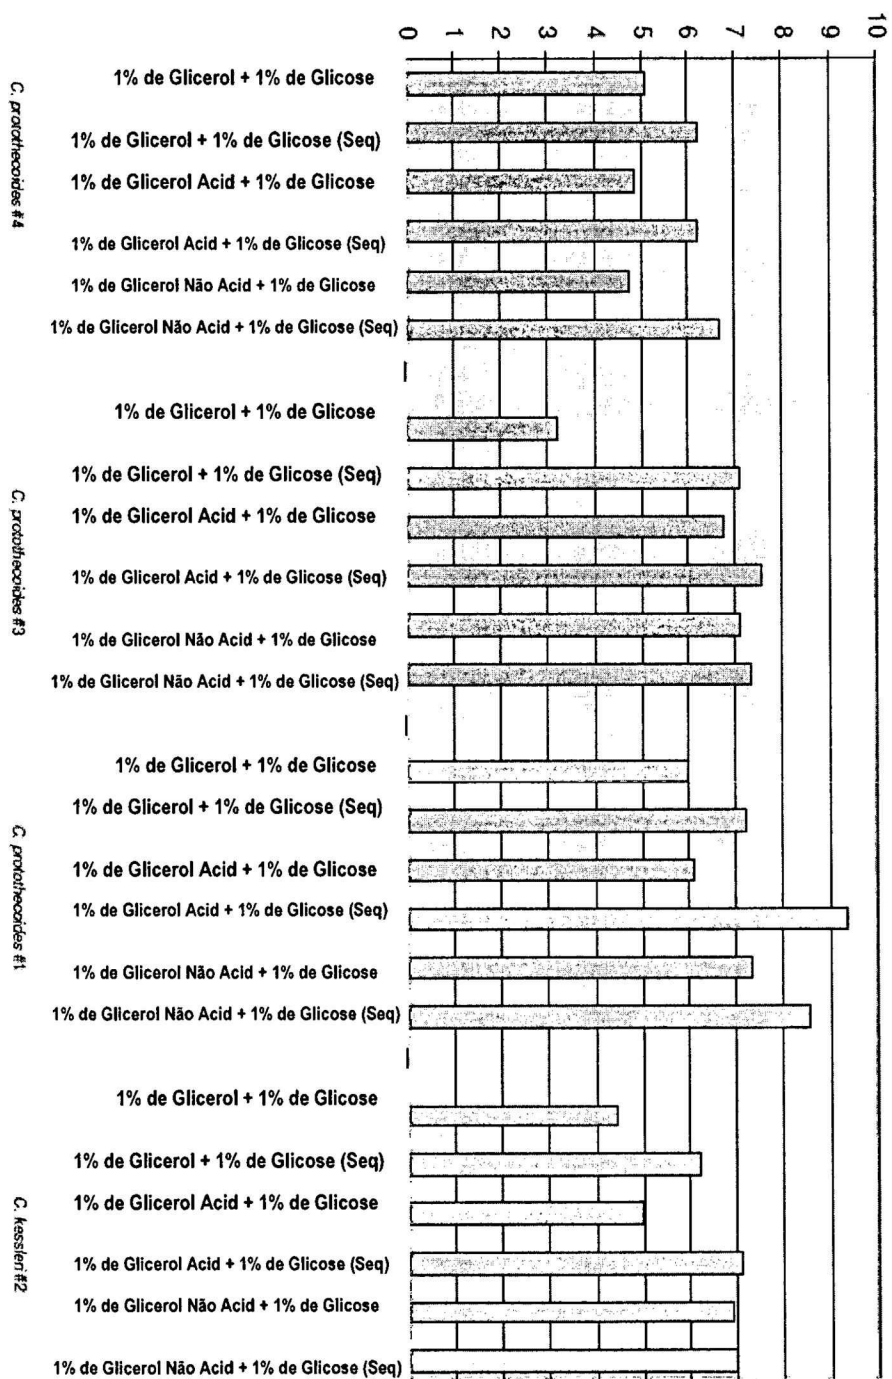 0 1 2 3 4 5 6 7 8 9 10
C. protothecoides #4
1% de Glicerol + 1% de Glicose
1% de Glicerol + 1% de Glicose (Seq)
1% de Glicerol Acid + 1% de Glicose
1% de Glicerol Acid + 1% de Glicose (Seq)
1% de Glicerol Não Acid + 1% de Glicose
1% de Glicerol Não Acid + 1% de Glicose (Seq)
C. protothecoides #3
1% de Glicerol + 1% de Glicose
1% de Glicerol + 1% de Glicose (Seq)
1% de Glicerol Acid + 1% de Glicose
1% de Glicerol Acid + 1% de Glicose (Seq)
1% de Glicerol Não Acid + 1% de Glicose
1% de Glicerol Não Acid + 1% de Glicose (Seq)
C. protothecoides #1
1% de Glicerol + 1% de Glicose
1% de Glicerol + 1% de Glicose (Seq)
1% de Glicerol Acid + 1% de Glicose
1% de Glicerol Acid + 1% de Glicose (Seq)
1% de Glicerol Não Acid + 1% de Glicose
1% de Glicerol Não Acid + 1% de Glicose (Seq)
C. kessleri #2
1% de Glicerol + 1% de Glicose
1% de Glicerol + 1% de Glicose (Seq)
1% de Glicerol Acid + 1% de Glicose
1% de Glicerol Acid + 1% de Glicose (Seq)
1% de Glicerol Não Acid + 1% de Glicose
1% de Glicerol Não Acid + 1% de Glicose (Seq)